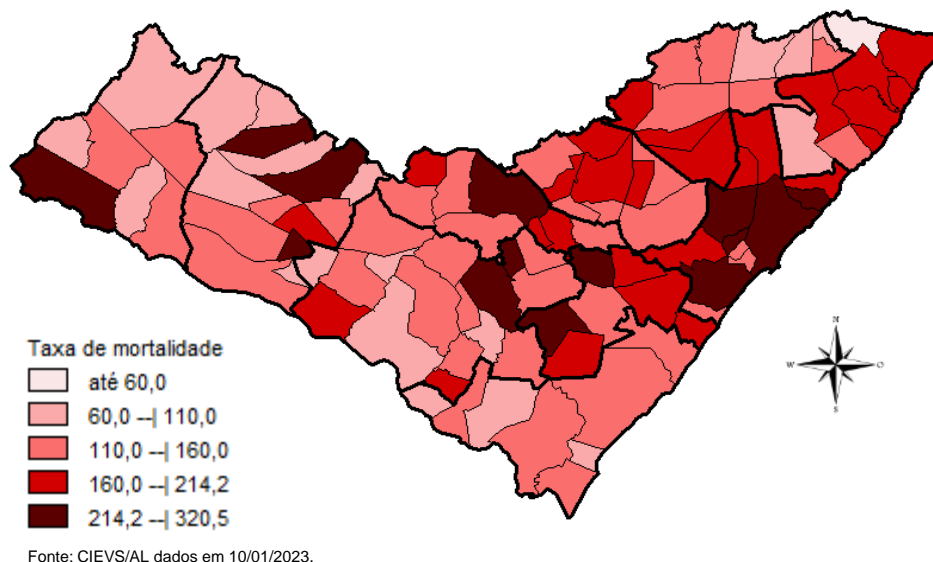 N
W
O
S
Taxa de mortalidade
até 60,0
60,0 --| 110,0
110,0 --| 160,0
160,0 --| 214,2
214,2 --| 320,5
Fonte: CIEVS/AL dados em 10/01/2023.